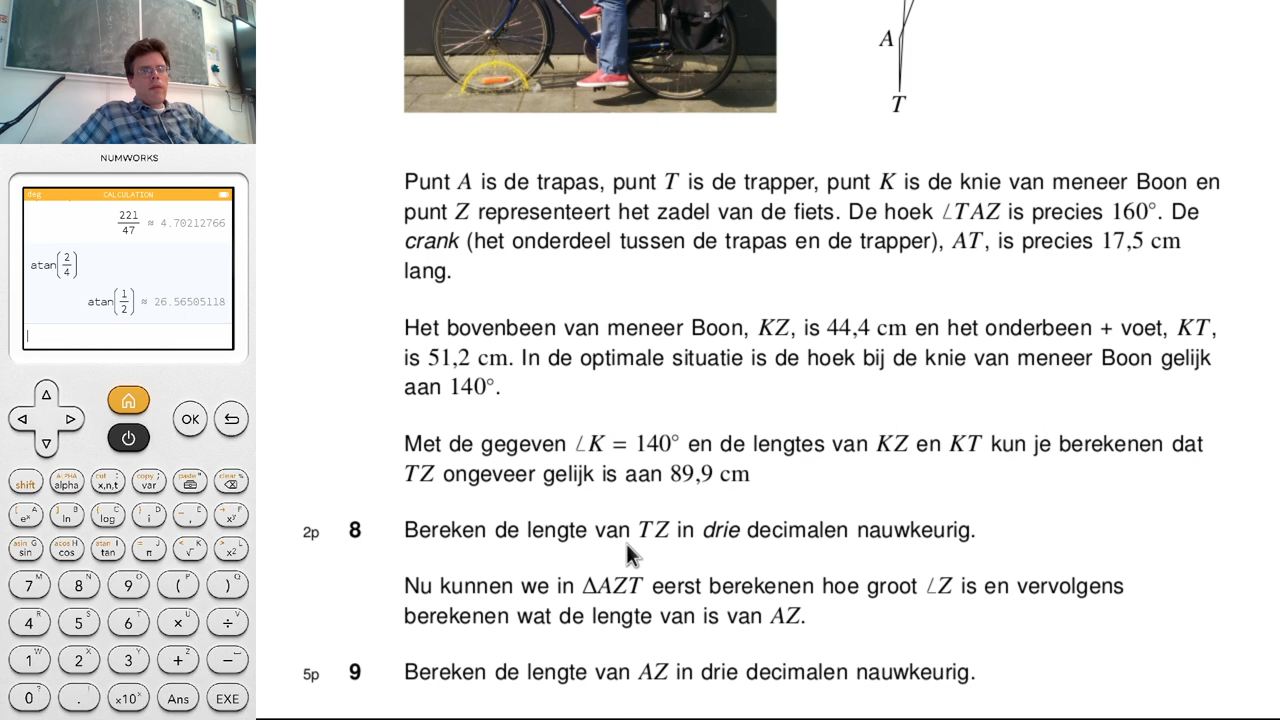 A
T
NUMWORKS
deg CALCULATION
221/47 ≈ 4.70212766
atan(2/4)
atan(1/2) ≈ 26.56505118
OK
shift alpha x,n,t var
e^x ln log i , x^y
sin cos tan π √ x²
7 8 9 ( )
4 5 6 × ÷
1 2 3 + −
0 . ×10^x Ans EXE
Punt A is de trapas, punt T is de trapper, punt K is de knie van meneer Boon en
punt Z representeert het zadel van de fiets. De hoek ∠TAZ is precies 160°. De
crank (het onderdeel tussen de trapas en de trapper), AT, is precies 17,5 cm
lang.
Het bovenbeen van meneer Boon, KZ, is 44,4 cm en het onderbeen + voet, KT,
is 51,2 cm. In de optimale situatie is de hoek bij de knie van meneer Boon gelijk
aan 140°.
Met de gegeven ∠K = 140° en de lengtes van KZ en KT kun je berekenen dat
TZ ongeveer gelijk is aan 89,9 cm
2p 8 Bereken de lengte van TZ in drie decimalen nauwkeurig.
Nu kunnen we in ΔAZT eerst berekenen hoe groot ∠Z is en vervolgens
berekenen wat de lengte van is van AZ.
5p 9 Bereken de lengte van AZ in drie decimalen nauwkeurig.